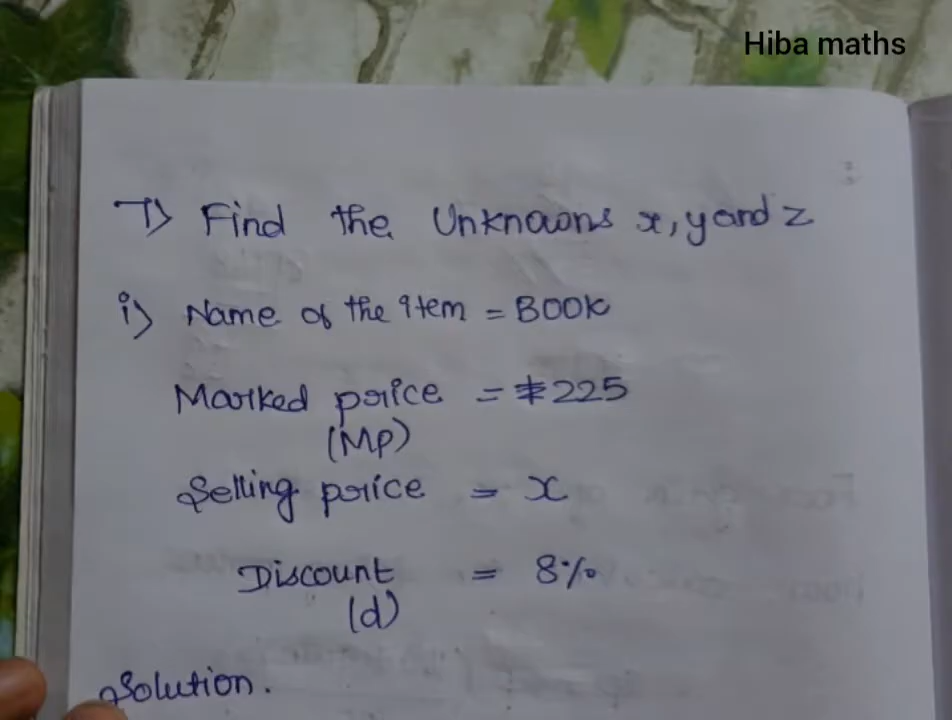 Hiba maths
7) Find the Unknowns x, y and z
i) Name of the item = BOOK
Marked price = ₹225
(MP)
Selling price = x
Discount = 8%
(d)
Solution.